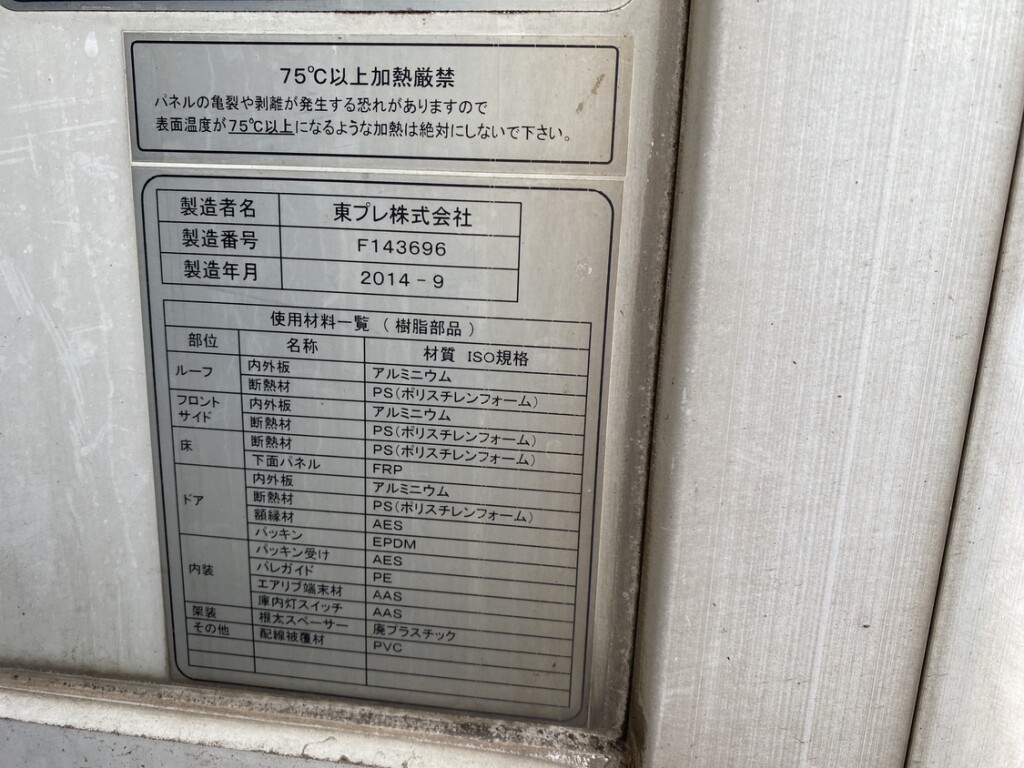 75℃以上加熱厳禁
パネルの亀裂や剥離が発生する恐れがありますので
表面温度が75℃以上になるような加熱は絶対にしないで下さい。
製造者名 東プレ株式会社
製造番号 F143696
製造年月 2014-9
使用材料一覧（樹脂部品）
部位 名称 材質 ISO規格
ルーフ 内外板 アルミニウム
断熱材 PS(ポリスチレンフォーム)
フロントサイド 内外板 アルミニウム
断熱材 PS(ポリスチレンフォーム)
床 断熱材 PS(ポリスチレンフォーム)
下面パネル FRP
ドア 内外板 アルミニウム
断熱材 PS(ポリスチレンフォーム)
額縁材 AES
パッキン EPDM
内装 パッキン受け AES
パレガイド PE
エアリブ端末材 AAS
庫内灯スイッチ AAS
架装 根太スペーサー 廃プラスチック
その他 配線被覆材 PVC